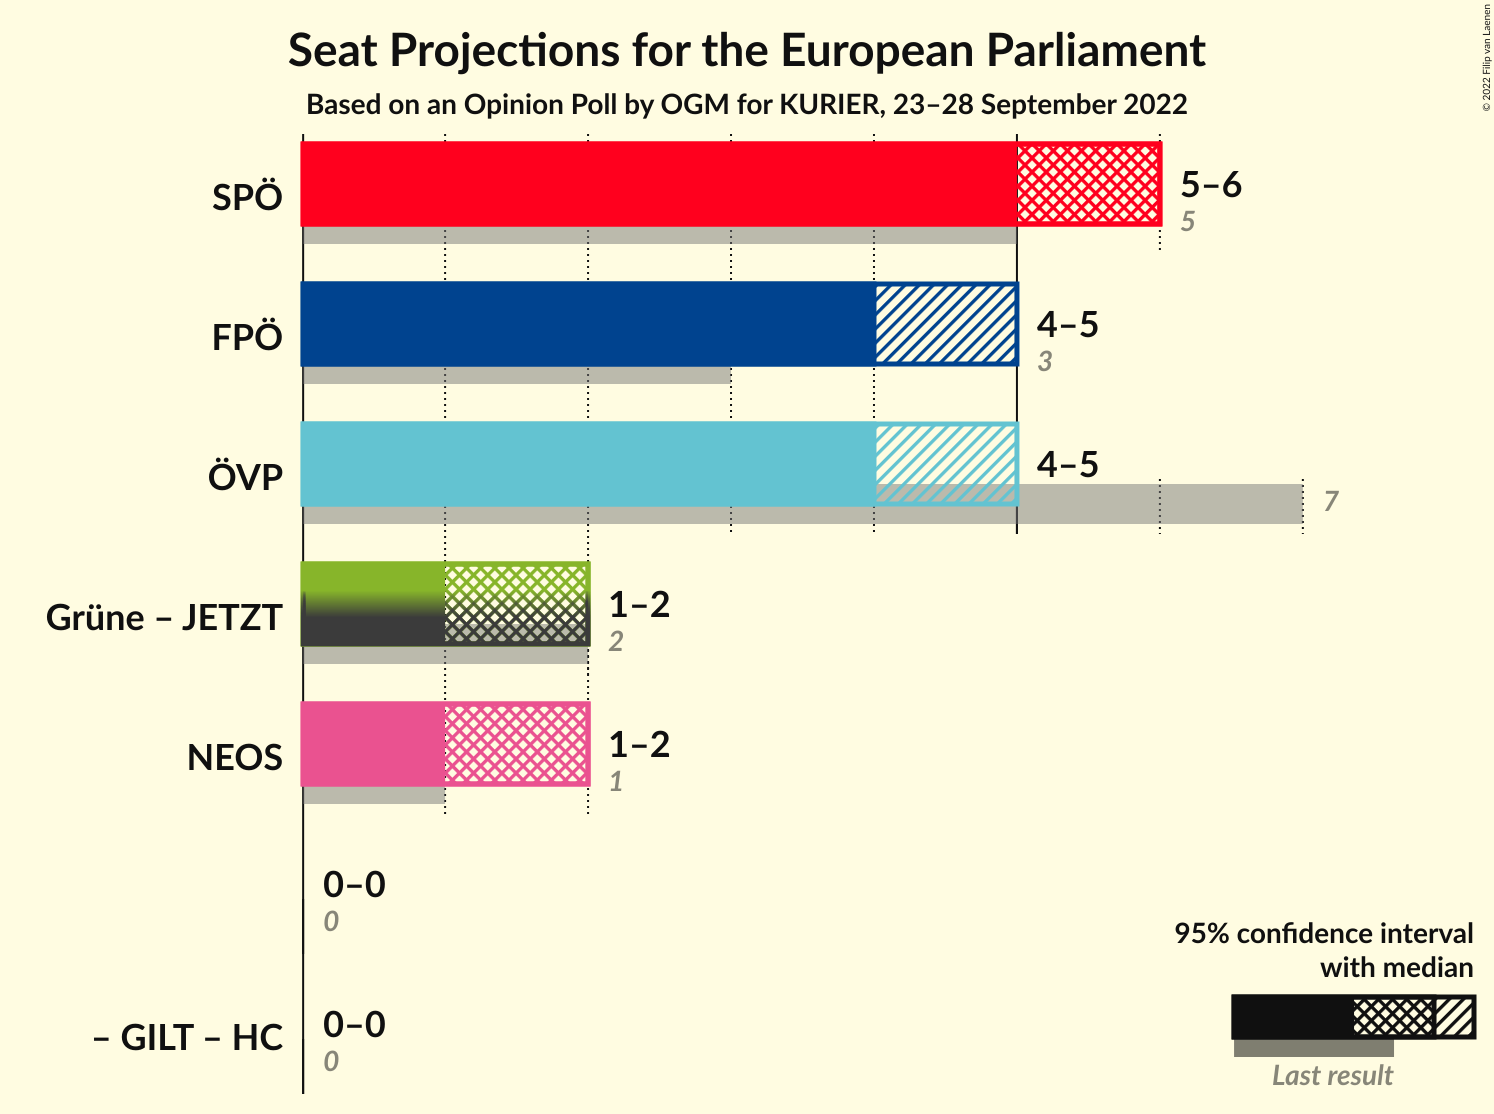 Seat Projections for the European Parliament
Based on an Opinion Poll by OGM for KURIER, 23–28 September 2022
© 2022 Filip van Laenen
SPÖ
5–6
5
FPÖ
4–5
3
ÖVP
4–5
7
Grüne – JETZT
1–2
2
NEOS
1–2
1
0–0
0
– GILT – HC
0–0
0
95% confidence interval
with median
Last result